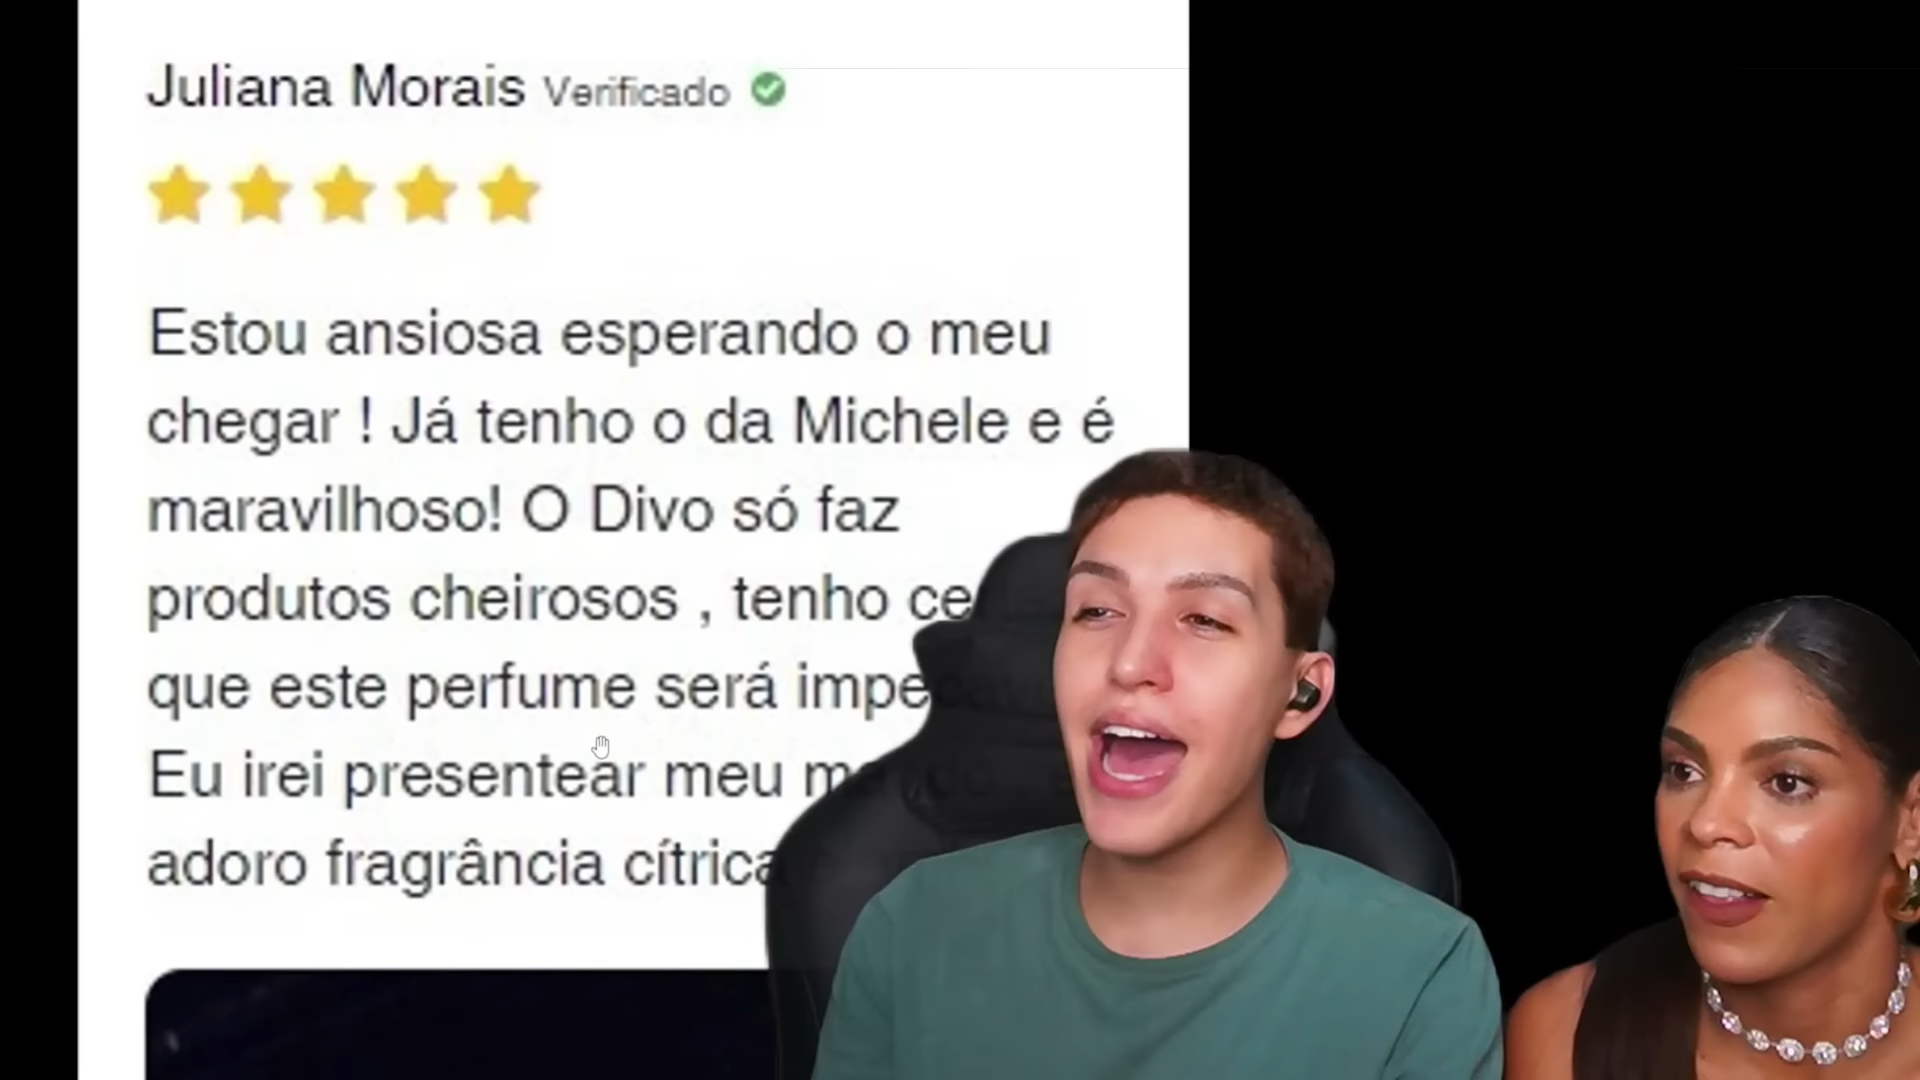 Juliana Morais Verificado
Estou ansiosa esperando o meu
chegar ! Já tenho o da Michele e é
maravilhoso! O Divo só faz
produtos cheirosos , tenho
que este perfume será
Eu irei presentear meu
adoro fragrância cítrica